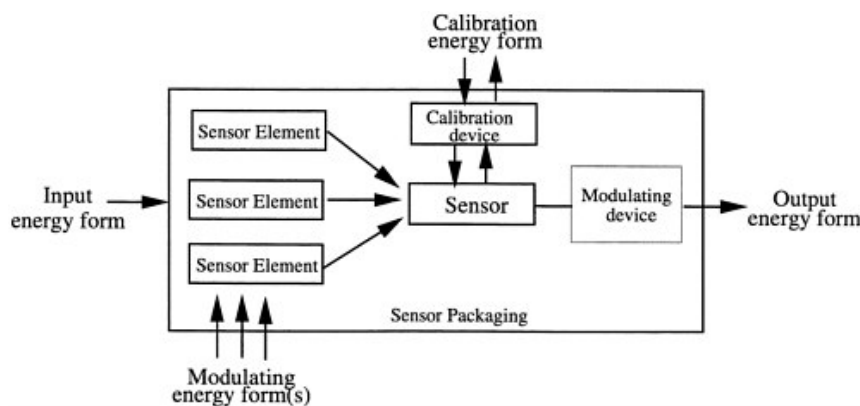 Calibration
energy form
Sensor Element
Calibration
device
Input
energy form
Sensor Element
Sensor
Modulating
device
Output
energy form
Sensor Element
Sensor Packaging
Modulating
energy form(s)